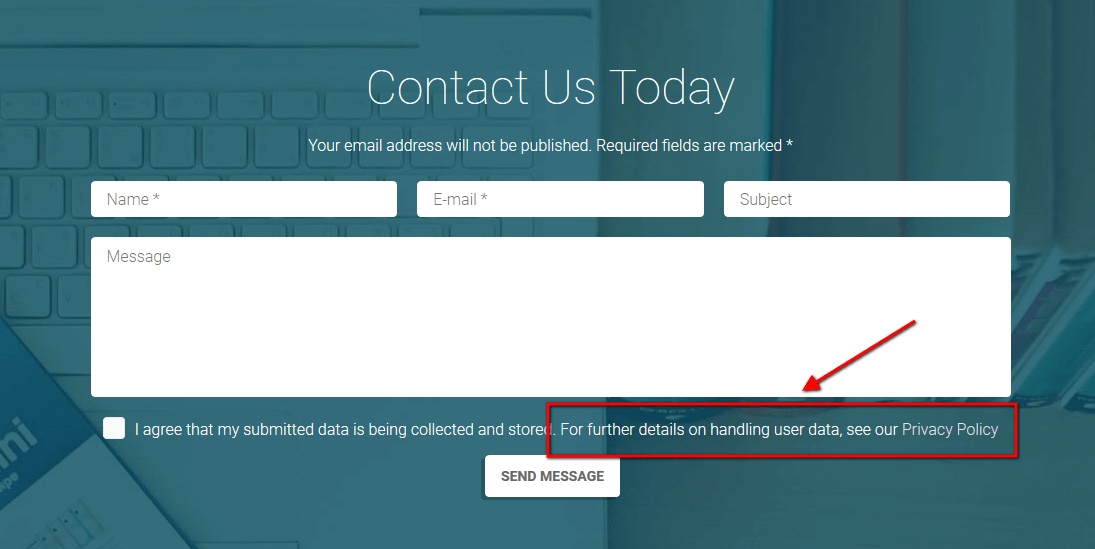 Contact Us Today
Your email address will not be published. Required fields are marked *
Name *
E-mail *
Subject
Message
I agree that my submitted data is being collected and stored. For further details on handling user data, see our Privacy Policy
SEND MESSAGE